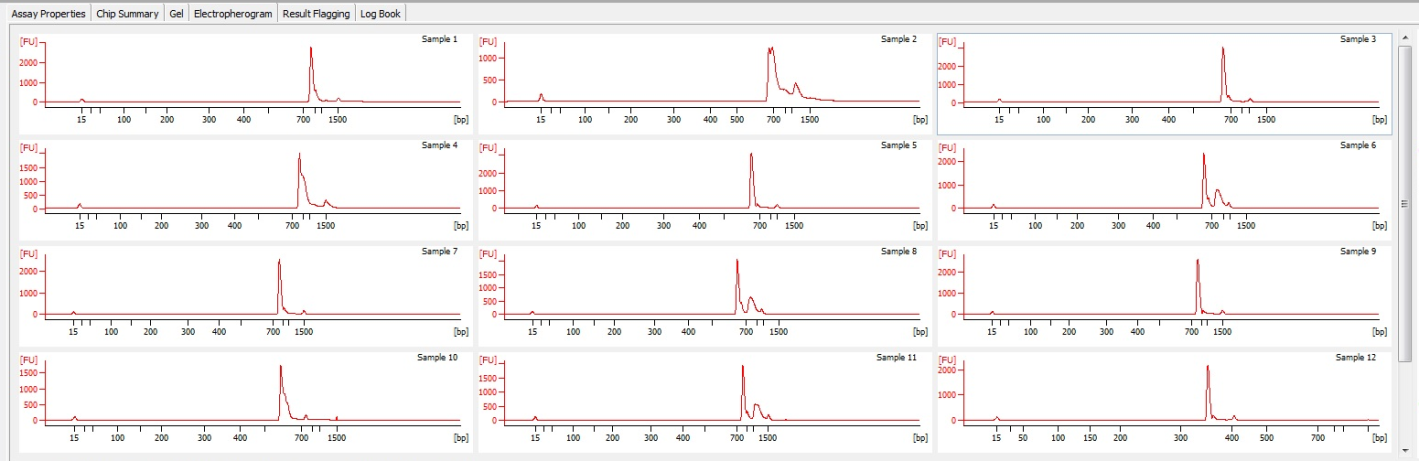 Assay Properties Chip Summary Gel Electropherogram Result Flagging Log Book
[FU] Sample 1
3000
2000
1000
0
15 100 200 300 400 700 1500 [bp]
[FU] Sample 2
1000
500
0
15 100 200 300 400 500 700 1500 [bp]
[FU] Sample 3
2000
1000
0
15 100 200 300 400 700 1500 [bp]
[FU] Sample 4
1500
1000
500
0
15 100 200 300 400 700 1500 [bp]
[FU] Sample 5
2000
1000
0
15 100 200 300 400 700 1500 [bp]
[FU] Sample 6
2000
1000
0
15 100 200 300 400 700 1500 [bp]
[FU] Sample 7
2000
1000
0
15 100 200 300 400 700 1500 [bp]
[FU] Sample 8
1500
1000
500
0
15 100 200 300 400 700 1500 [bp]
[FU] Sample 9
2000
1000
0
15 100 200 300 400 700 1500 [bp]
[FU] Sample 10
1500
1000
500
0
15 100 200 300 400 700 1500 [bp]
[FU] Sample 11
1500
1000
500
0
15 100 200 300 400 700 1500 [bp]
[FU] Sample 12
2000
1000
0
15 50 100 150 200 300 400 500 700 [bp]